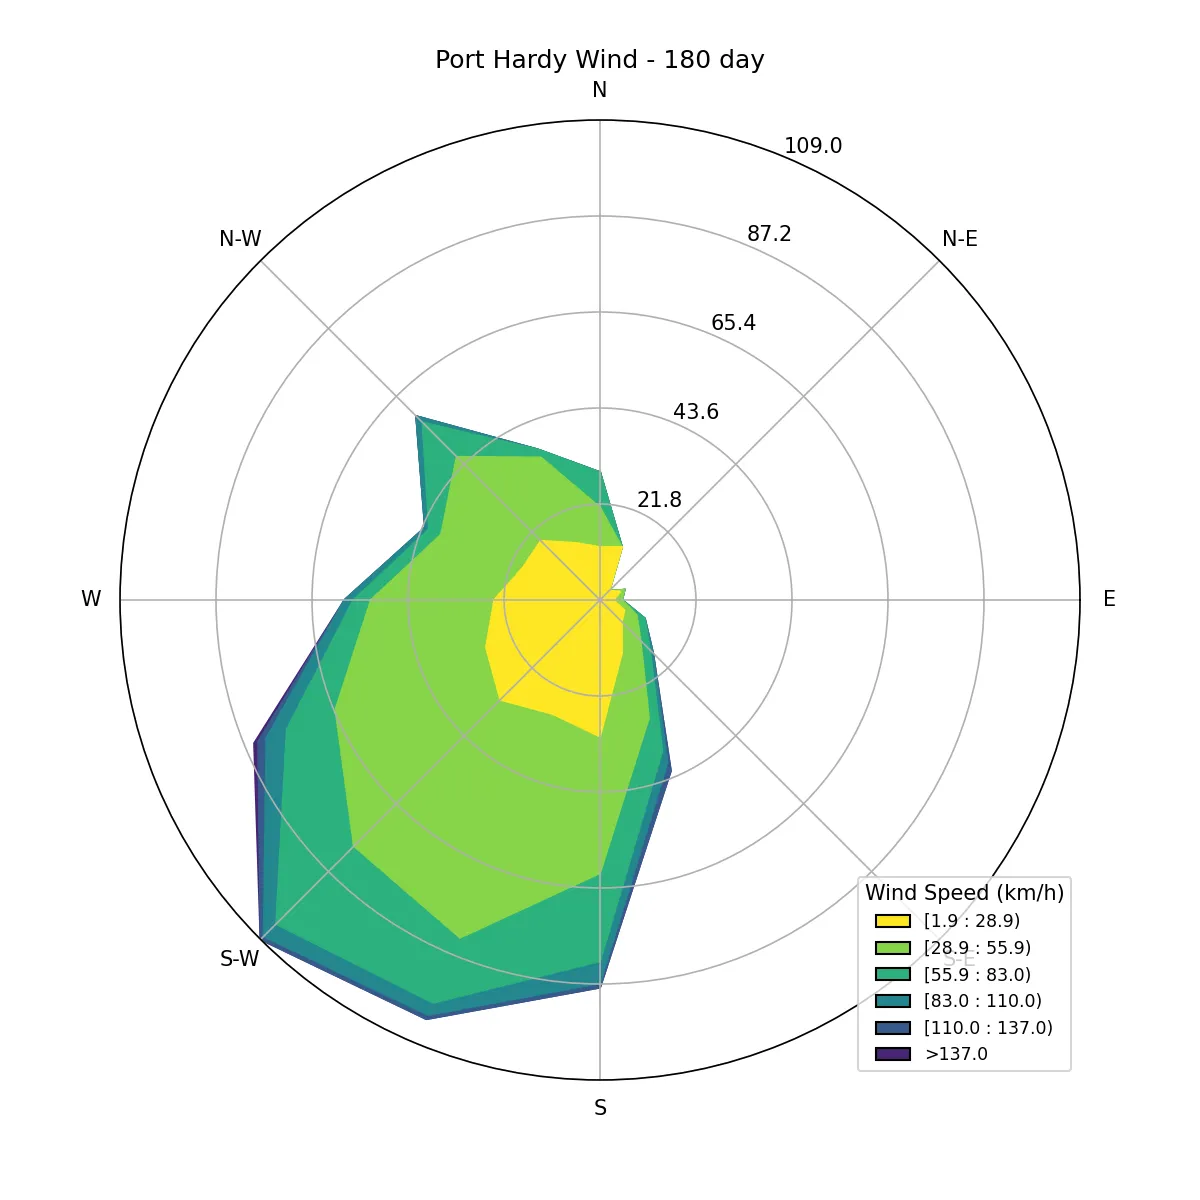 Port Hardy Wind - 180 day
N
109.0
N-W
87.2
N-E
65.4
43.6
21.8
W
E
S-W
S-E
Wind Speed (km/h)
[1.9 : 28.9)
[28.9 : 55.9)
[55.9 : 83.0)
[83.0 : 110.0)
[110.0 : 137.0)
>137.0
S